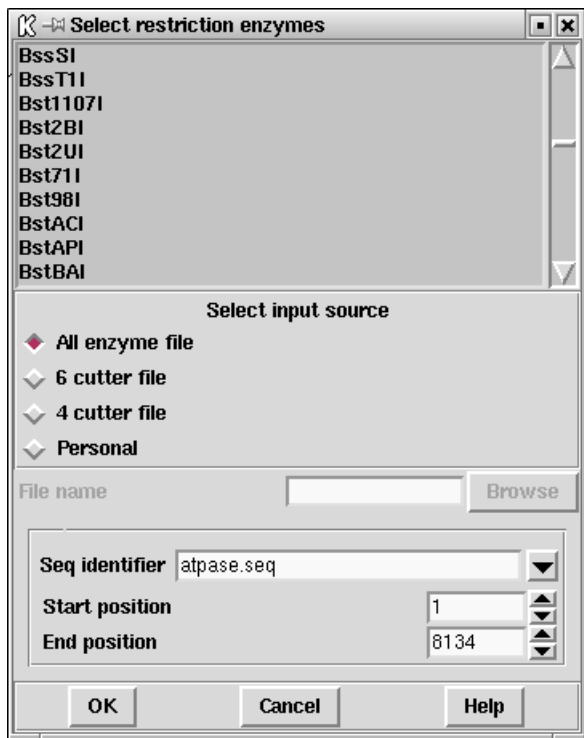 Select restriction enzymes
BssSI
BssT1I
Bst1107I
Bst2BI
Bst2UI
Bst71I
Bst98I
BstACI
BstAPI
BstBAI
Select input source
All enzyme file
6 cutter file
4 cutter file
Personal
File name Browse
Seq identifier atpase.seq
Start position 1
End position 8134
OK Cancel Help